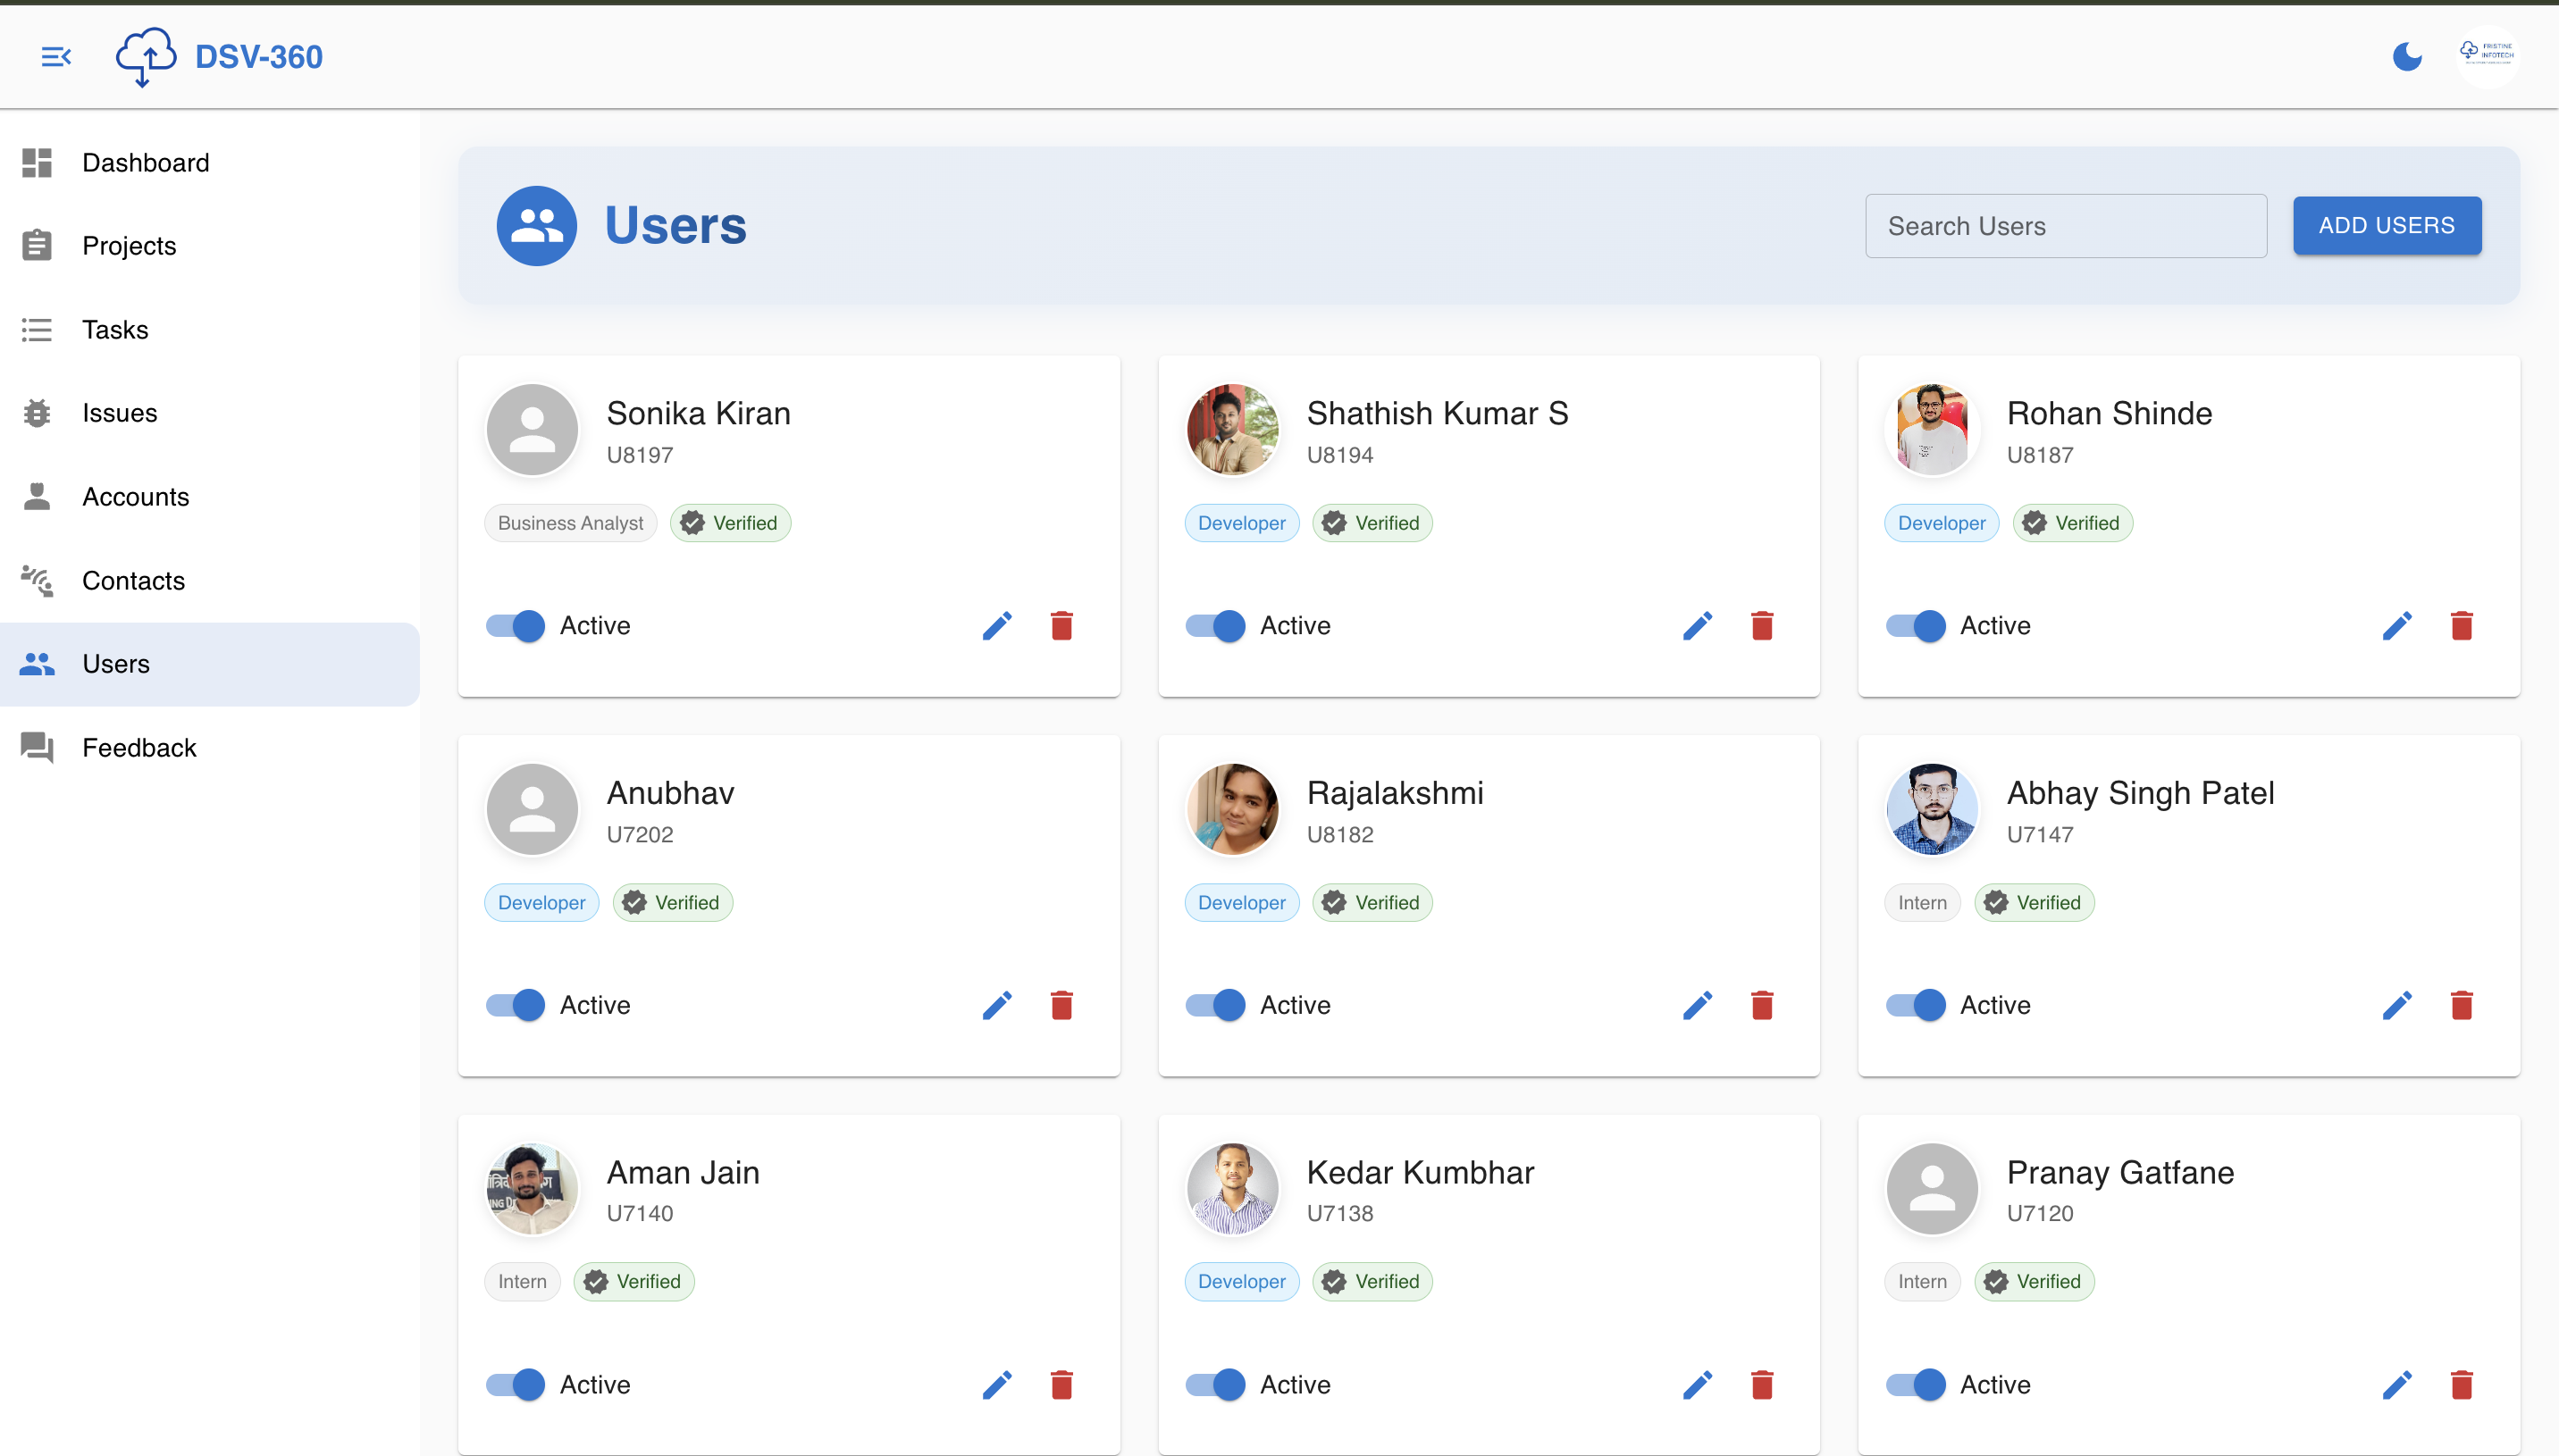 DSV-360
FRISTINE
INFOTECH
Dashboard
Projects
Tasks
Issues
Accounts
Contacts
Users
Feedback
Users
Search Users
ADD USERS
Sonika Kiran
U8197
Business Analyst
Verified
Active
Shathish Kumar S
U8194
Developer
Verified
Active
Rohan Shinde
U8187
Developer
Verified
Active
Anubhav
U7202
Developer
Verified
Active
Rajalakshmi
U8182
Developer
Verified
Active
Abhay Singh Patel
U7147
Intern
Verified
Active
Aman Jain
U7140
Intern
Verified
Active
Kedar Kumbhar
U7138
Developer
Verified
Active
Pranay Gatfane
U7120
Intern
Verified
Active